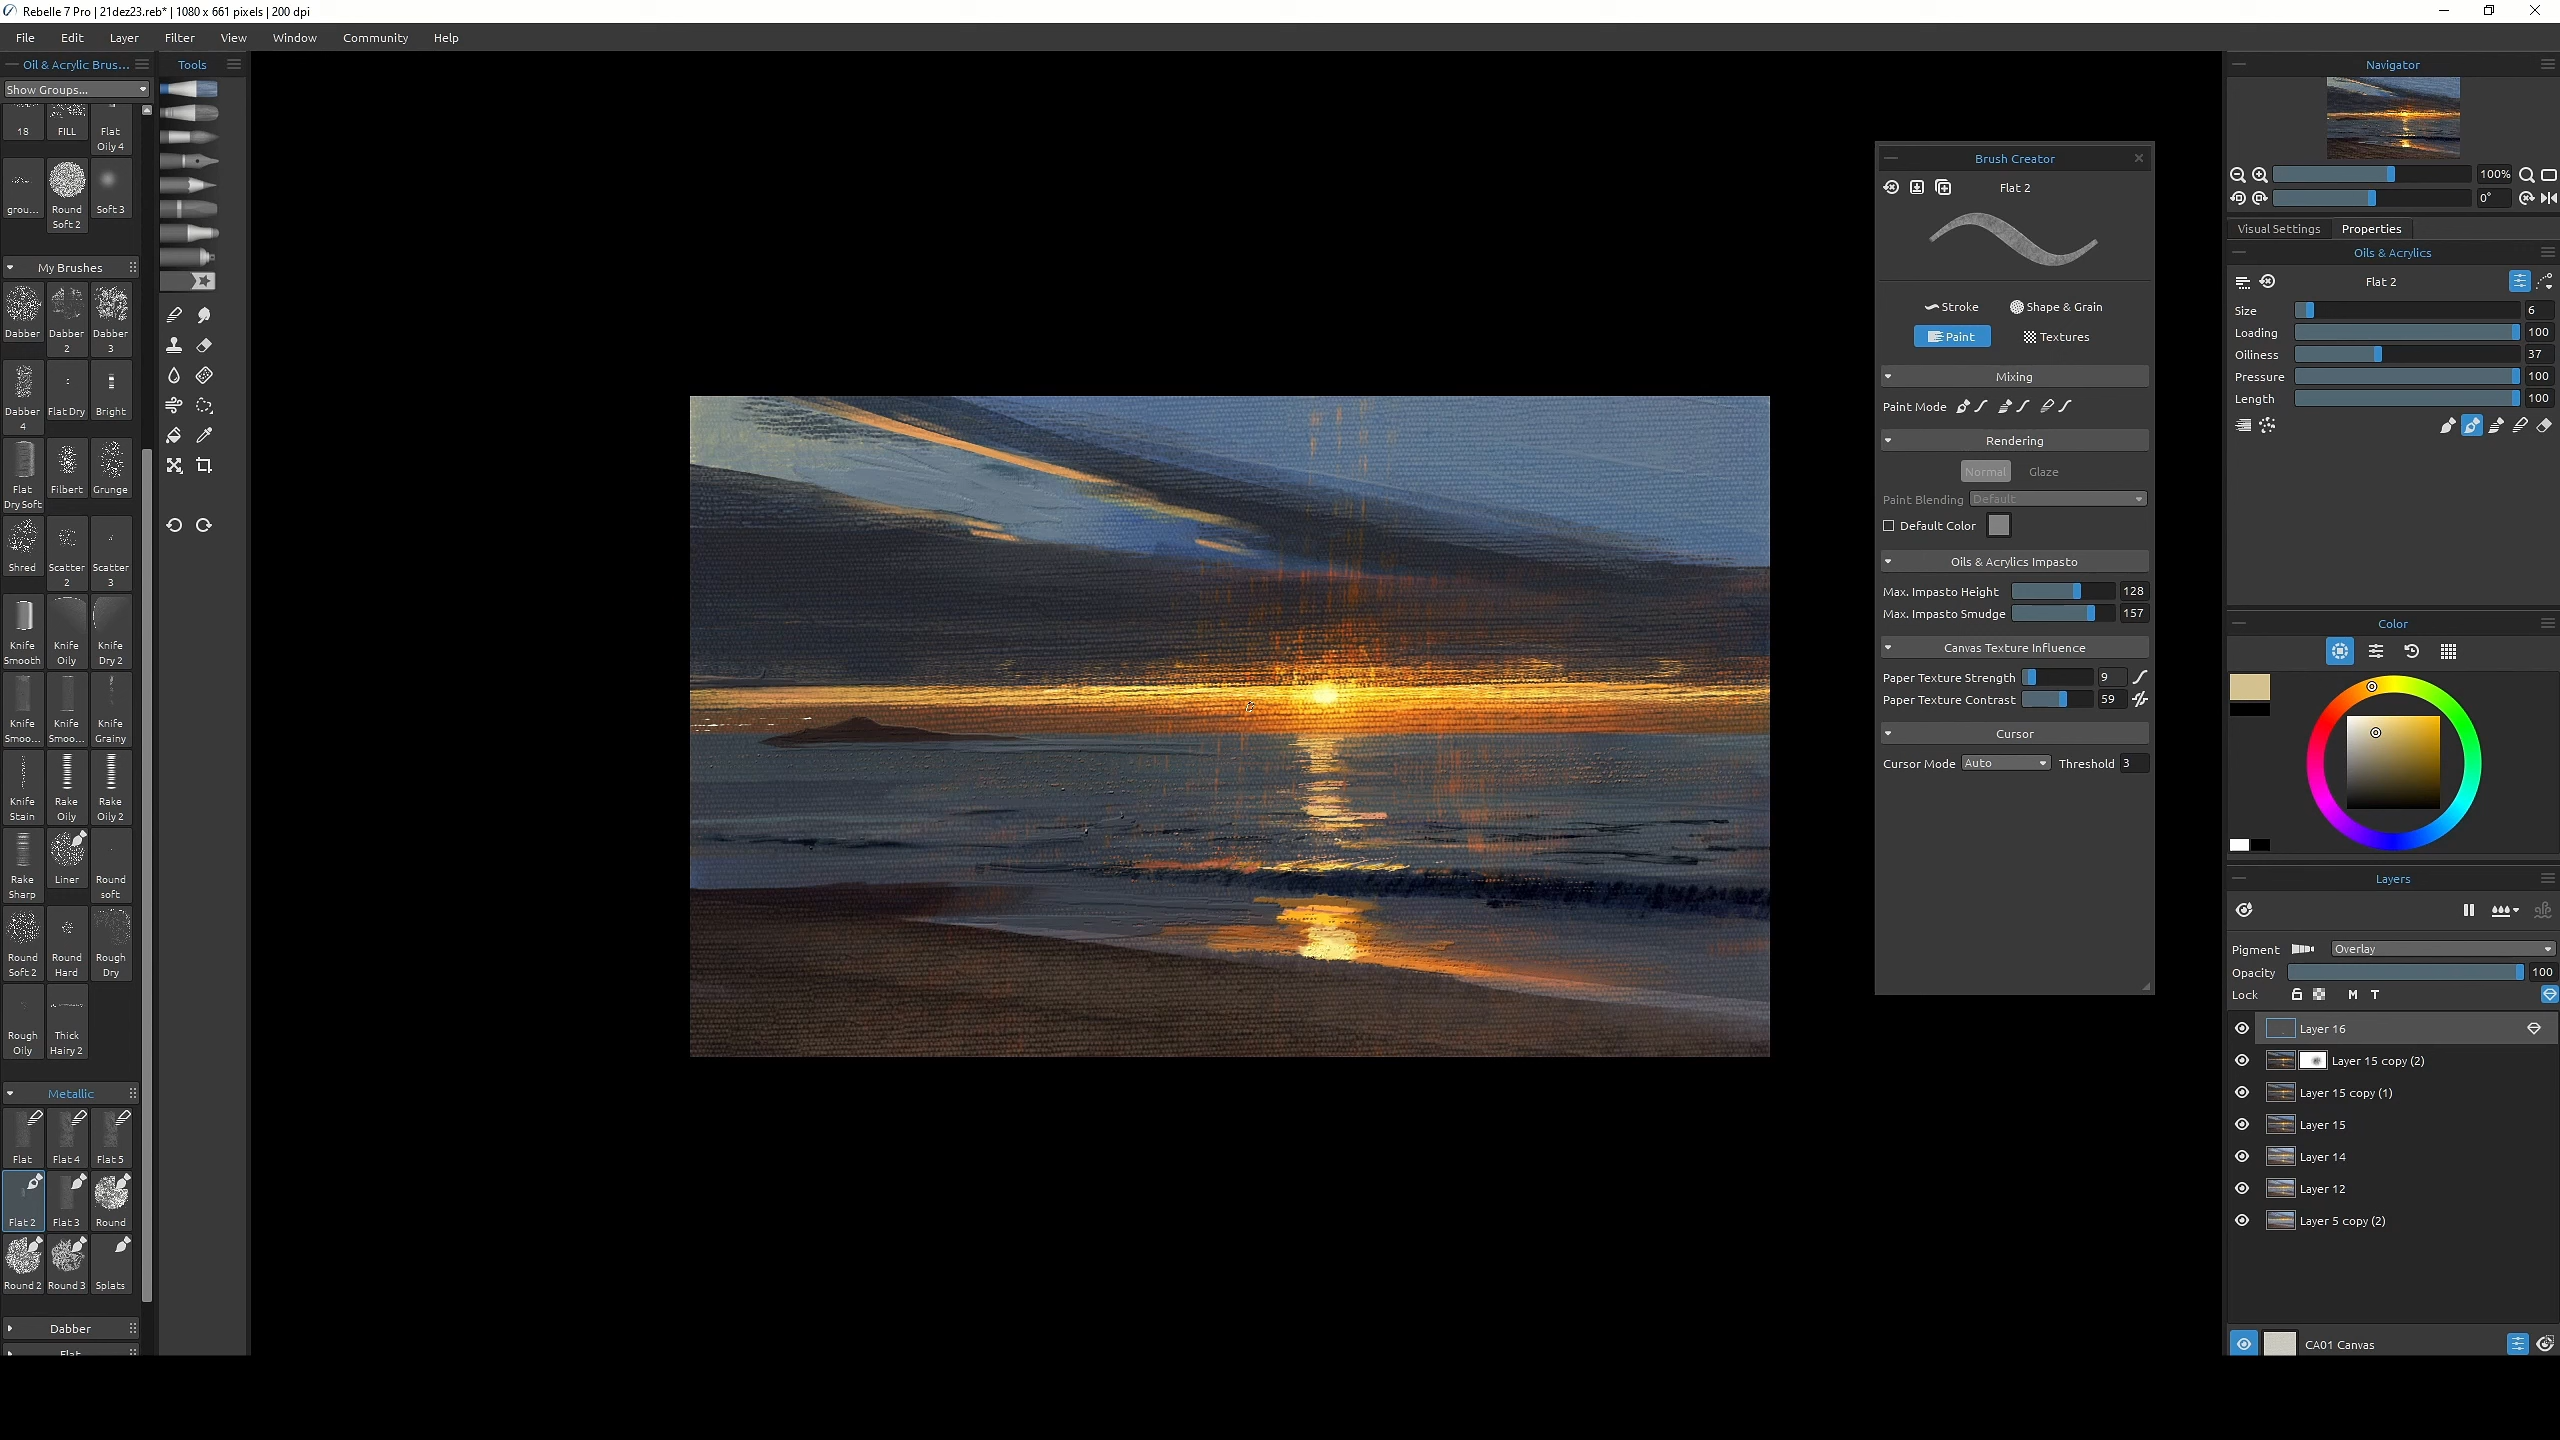 Rebelle 7 Pro | 21dez23.reb* | 1080 x 661 pixels | 200 dpi
File Edit Layer Filter View Window Community Help
Oil & Acrylic Brus...
Show Groups...
18 FILL Flat Oily 4
grou... Round Soft 2 Soft 3
My Brushes
Dabber Dabber 2 Dabber 3
Dabber 4 Flat Dry Bright
Flat Dry Soft Filbert Grunge
Shred Scatter 2 Scatter 3
Knife Smooth Knife Oily Knife Dry 2
Knife Smoo... Knife Smoo... Knife Grainy
Knife Stain Rake Oily Rake Oily 2
Rake Sharp Liner Round soft
Round Soft 2 Round Hard Rough Dry
Rough Oily Thick Hairy 2
Metallic
Flat Flat 4 Flat 5
Flat 2 Flat 3 Round
Round 2 Round 3 Splats
Dabber
Flat
Tools
Brush Creator
Flat 2
Stroke Shape & Grain
Paint Textures
Mixing
Paint Mode
Rendering
Normal Glaze
Paint Blending Default
Default Color
Oils & Acrylics Impasto
Max. Impasto Height 128
Max. Impasto Smudge 157
Canvas Texture Influence
Paper Texture Strength 9
Paper Texture Contrast 59
Cursor
Cursor Mode Auto Threshold 3
Navigator
100%
0°
Visual Settings Properties
Oils & Acrylics
Flat 2
Size 6
Loading 100
Oiliness 37
Pressure 100
Length 100
Color
Layers
Pigment Overlay
Opacity 100
Lock M T
Layer 16
Layer 15 copy (2)
Layer 15 copy (1)
Layer 15
Layer 14
Layer 12
Layer 5 copy (2)
CA01 Canvas